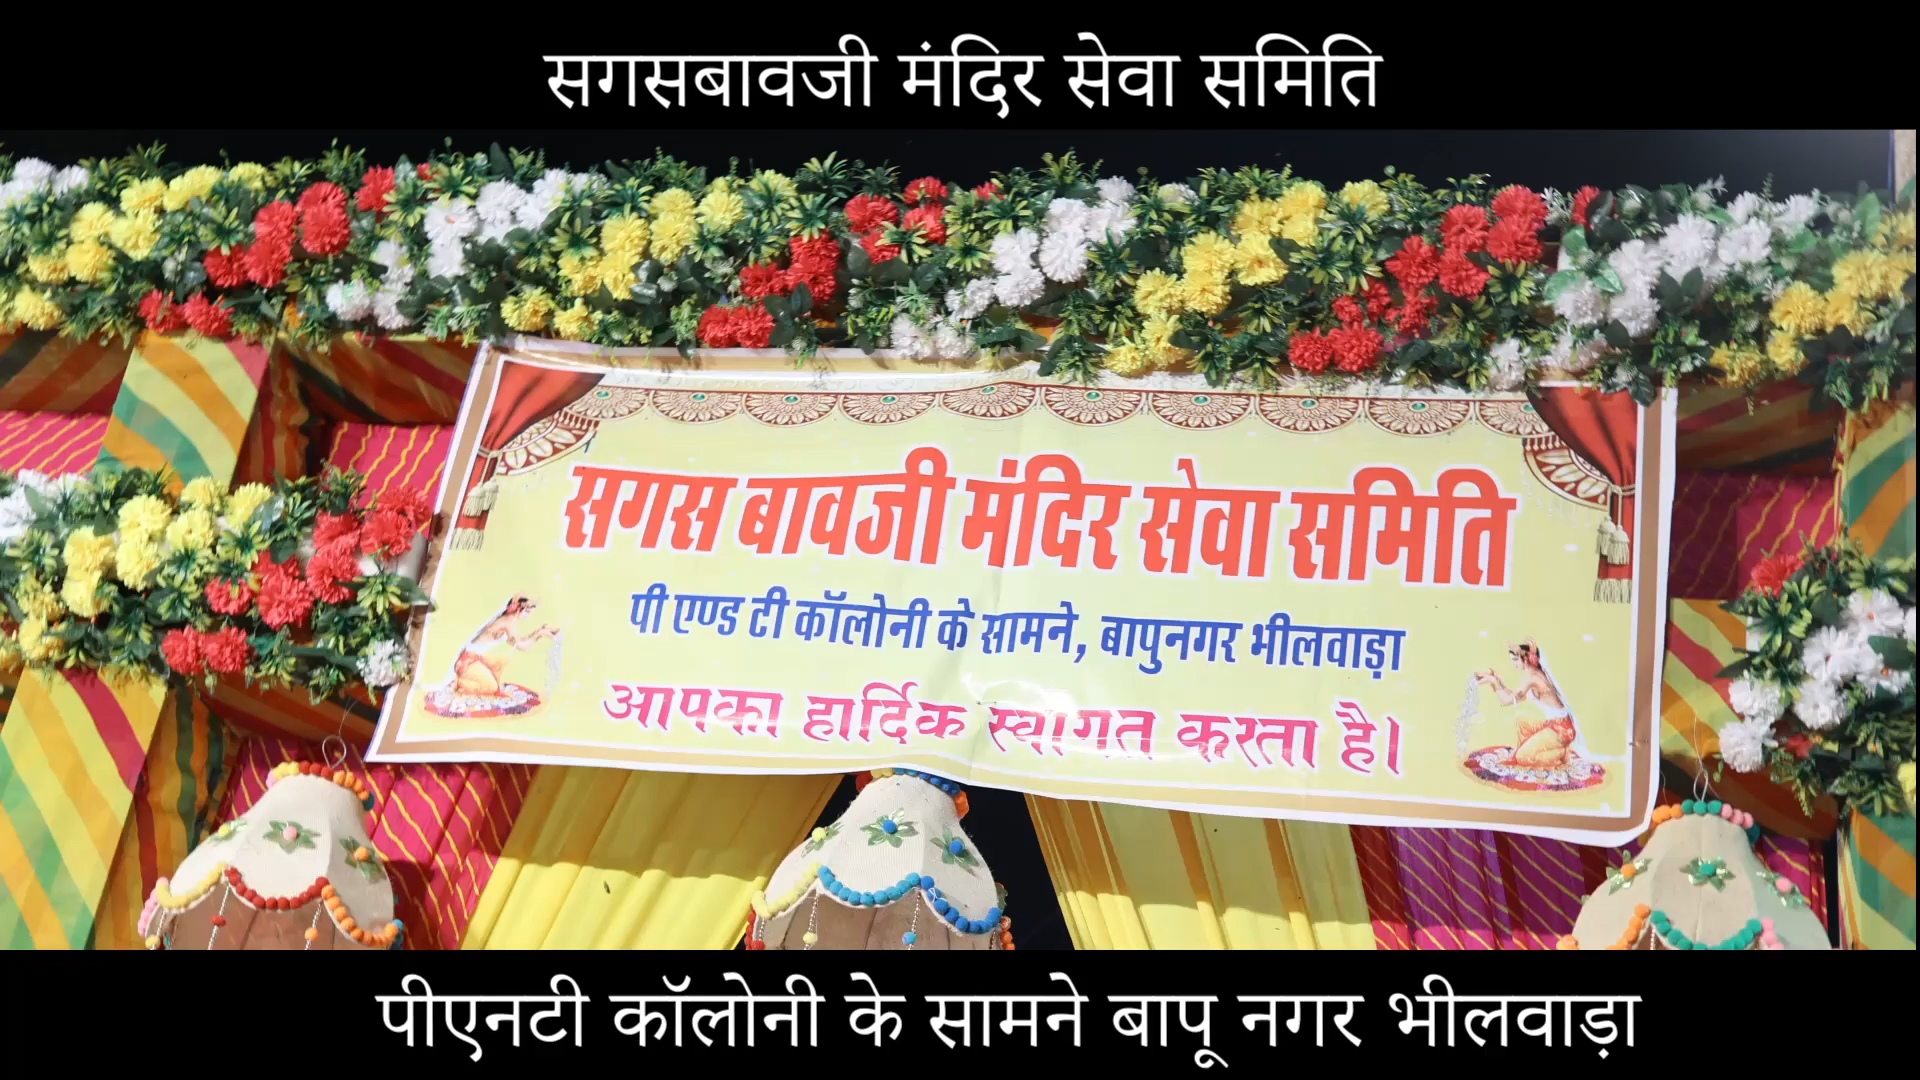 सगसबावजी मंदिर सेवा समिति
सगस बावजी मंदिर सेवा समिति
पी एण्ड टी कॉलोनी के सामने, बापुनगर भीलवाड़ा
आपका हार्दिक स्वागत करता है।
पीएनटी कॉलोनी के सामने बापू नगर भीलवाड़ा